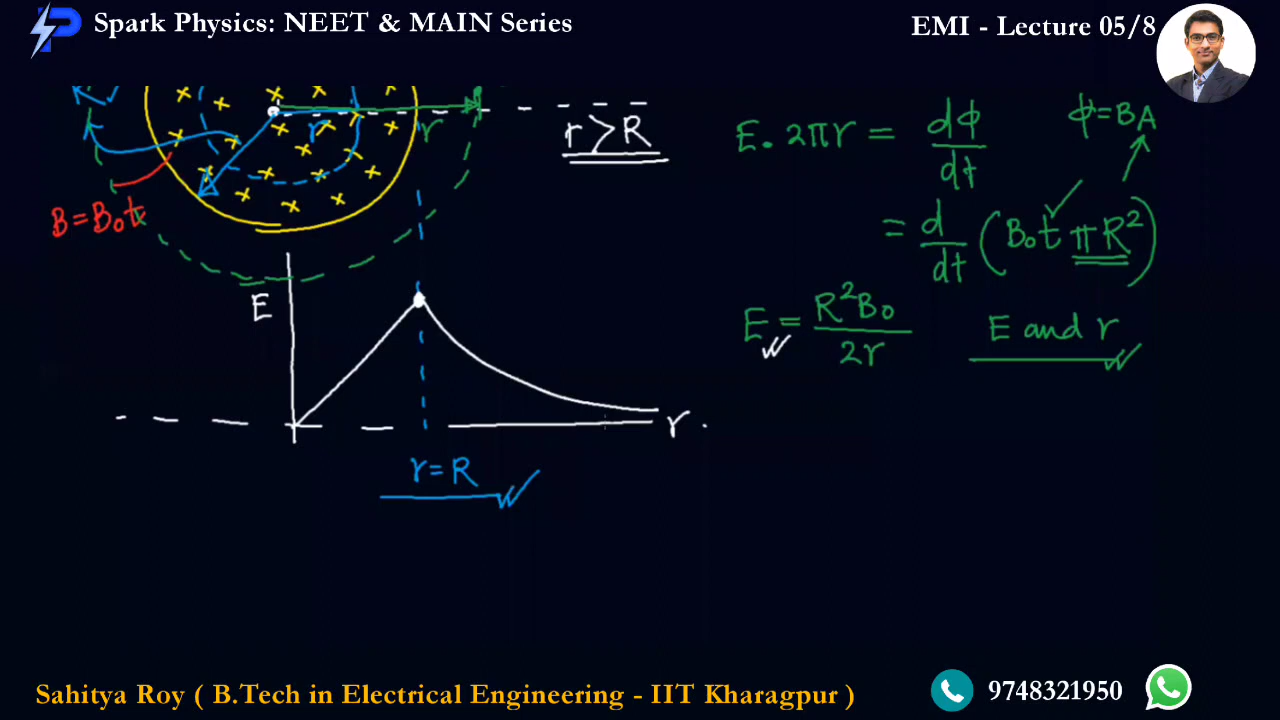 Spark Physics: NEET & MAIN Series
EMI - Lecture 05/8
R
r
r
r>R
B=B₀t
E
r
r=R
E. 2πr = dϕ/dt
ϕ=BA
= d/dt (B₀t πR²)
E = R²B₀/2r
E and r
Sahitya Roy ( B.Tech in Electrical Engineering - IIT Kharagpur )
9748321950